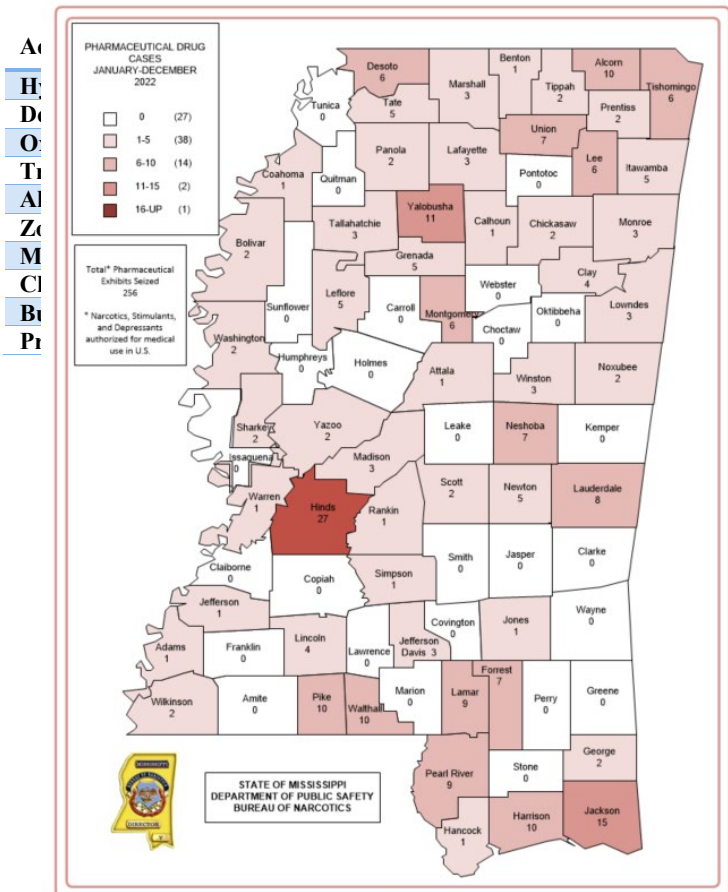 PHARMACEUTICAL DRUG
CASES
JANUARY-DECEMBER
2022
0 (27)
1-5 (38)
6-10 (14)
11-15 (2)
16-UP (1)
Total* Pharmaceutical
Exhibits Seized
256
* Narcotics, Stimulants,
and Depressants
authorized for medical
use in U.S.
Desoto
6
Marshall
3
Benton
1
Tippah
2
Alcorn
10
Tishomingo
6
Tunica
0
Tate
5
Prentiss
2
Union
7
Panola
2
Lafayette
3
Lee
6
Itawamba
5
Pontotoc
0
Coahoma
1
Quitman
0
Yalobusha
11
Tallahatchie
3
Calhoun
1
Chickasaw
2
Monroe
3
Bolivar
2
Grenada
5
Clay
4
Webster
0
Leflore
5
Sunflower
0
Carroll
0
Montgomery
6
Oktibbeha
0
Lowndes
3
Choctaw
0
Washington
2
Humphreys
0
Holmes
0
Attala
1
Winston
3
Noxubee
2
Sharkey
2
Yazoo
2
Leake
0
Neshoba
7
Kemper
0
Issaquena
0
Madison
3
Warren
1
Hinds
27
Rankin
1
Scott
2
Newton
5
Lauderdale
8
Claiborne
0
Copiah
0
Simpson
1
Smith
0
Jasper
0
Clarke
0
Jefferson
1
Adams
1
Franklin
0
Lincoln
4
Lawrence
0
Jefferson
Davis 3
Covington
0
Jones
1
Wayne
0
Wilkinson
2
Amite
0
Pike
10
Walthall
10
Marion
0
Lamar
9
Forrest
7
Perry
0
Greene
0
George
2
Pearl River
9
Stone
0
Hancock
1
Harrison
10
Jackson
15
STATE OF MISSISSIPPI
DEPARTMENT OF PUBLIC SAFETY
BUREAU OF NARCOTICS
DIRECTOR